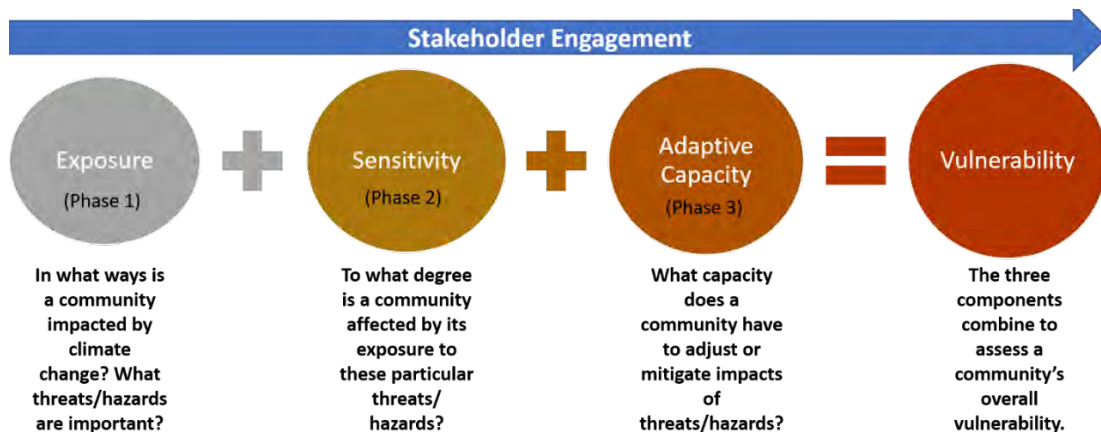 Stakeholder Engagement
Exposure
(Phase 1)
Sensitivity
(Phase 2)
Adaptive
Capacity
(Phase 3)
Vulnerability
In what ways is
a community
impacted by
climate
change? What
threats/hazards
are important?
To what degree
is a community
affected by its
exposure to
these particular
threats/
hazards?
What capacity
does a
community have
to adjust or
mitigate impacts
of
threats/hazards?
The three
components
combine to
assess a
community's
overall
vulnerability.